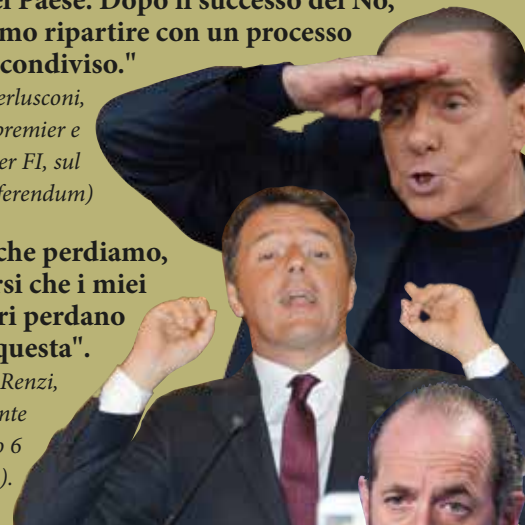 el Paese. Dopo il successo del No,
mo ripartire con un processo
condiviso."
erlusconi,
premier e
er FI, sul
ferendum)
che perdiamo,
rsi che i miei
ri perdano
questa".
Renzi,
nte
o 6
).